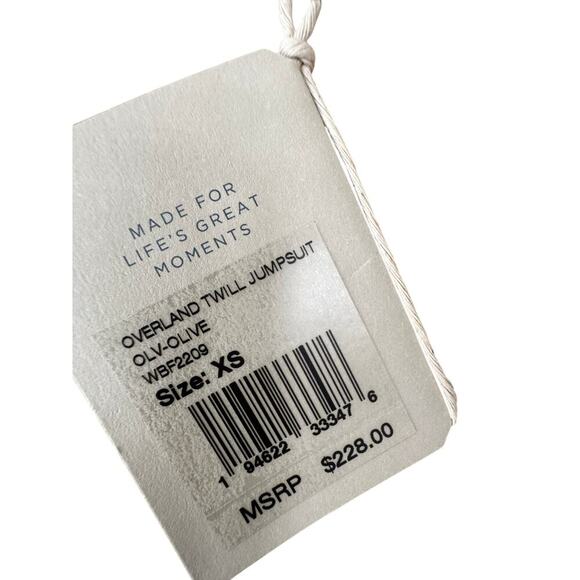 MADE FOR
LIFE'S GREAT
MOMENTS
OVERLAND TWILL JUMPSUIT
OLV-OLIVE
WBF2209
Size: XS
1 94622 33347 6
MSRP $228.00